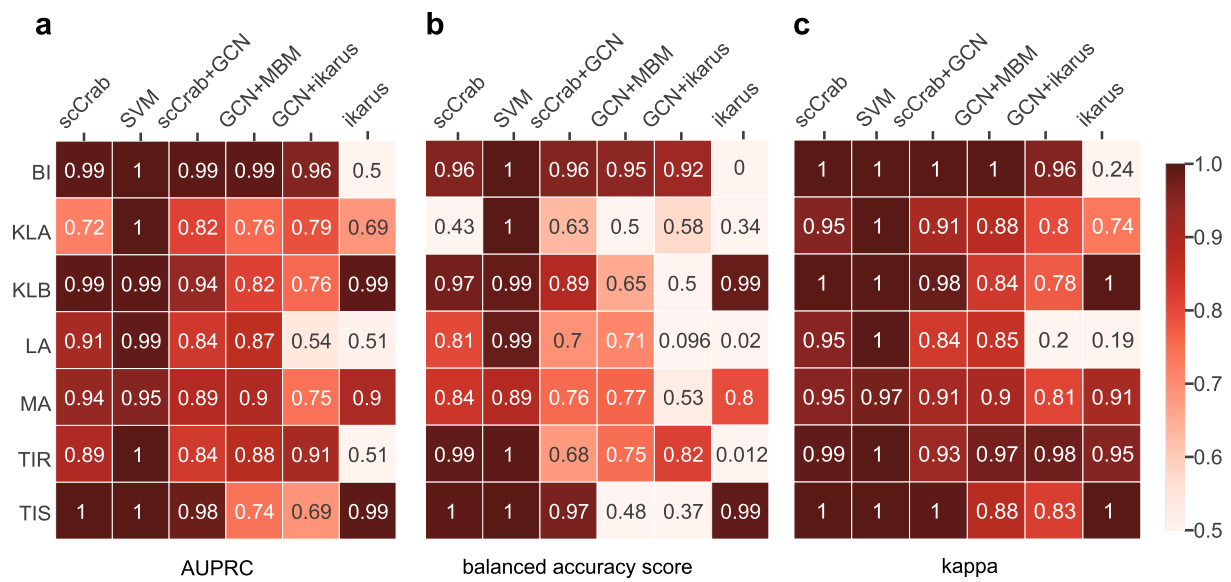 a b c
scCrab SVM scCrab+GCN GCN+MBM GCN+ikarus ikarus scCrab SVM scCrab+GCN GCN+MBM GCN+ikarus ikarus scCrab SVM scCrab+GCN GCN+MBM GCN+ikarus ikarus
BI 0.99 1 0.99 0.99 0.96 0.5 0.96 1 0.96 0.95 0.92 0 1 1 1 1 0.96 0.24 1.0
KLA 0.72 1 0.82 0.76 0.79 0.69 0.43 1 0.63 0.5 0.58 0.34 0.95 1 0.91 0.88 0.8 0.74 0.9
KLB 0.99 0.99 0.94 0.82 0.76 0.99 0.97 0.99 0.89 0.65 0.5 0.99 1 1 0.98 0.84 0.78 1 0.8
LA 0.91 0.99 0.84 0.87 0.54 0.51 0.81 0.99 0.7 0.71 0.096 0.02 0.95 1 0.84 0.85 0.2 0.19
MA 0.94 0.95 0.89 0.9 0.75 0.9 0.84 0.89 0.76 0.77 0.53 0.8 0.95 0.97 0.91 0.9 0.81 0.91 0.7
TIR 0.89 1 0.84 0.88 0.91 0.51 0.99 1 0.68 0.75 0.82 0.012 0.99 1 0.93 0.97 0.98 0.95 0.6
TIS 1 1 0.98 0.74 0.69 0.99 1 1 0.97 0.48 0.37 0.99 1 1 1 0.88 0.83 1 0.5
AUPRC balanced accuracy score kappa